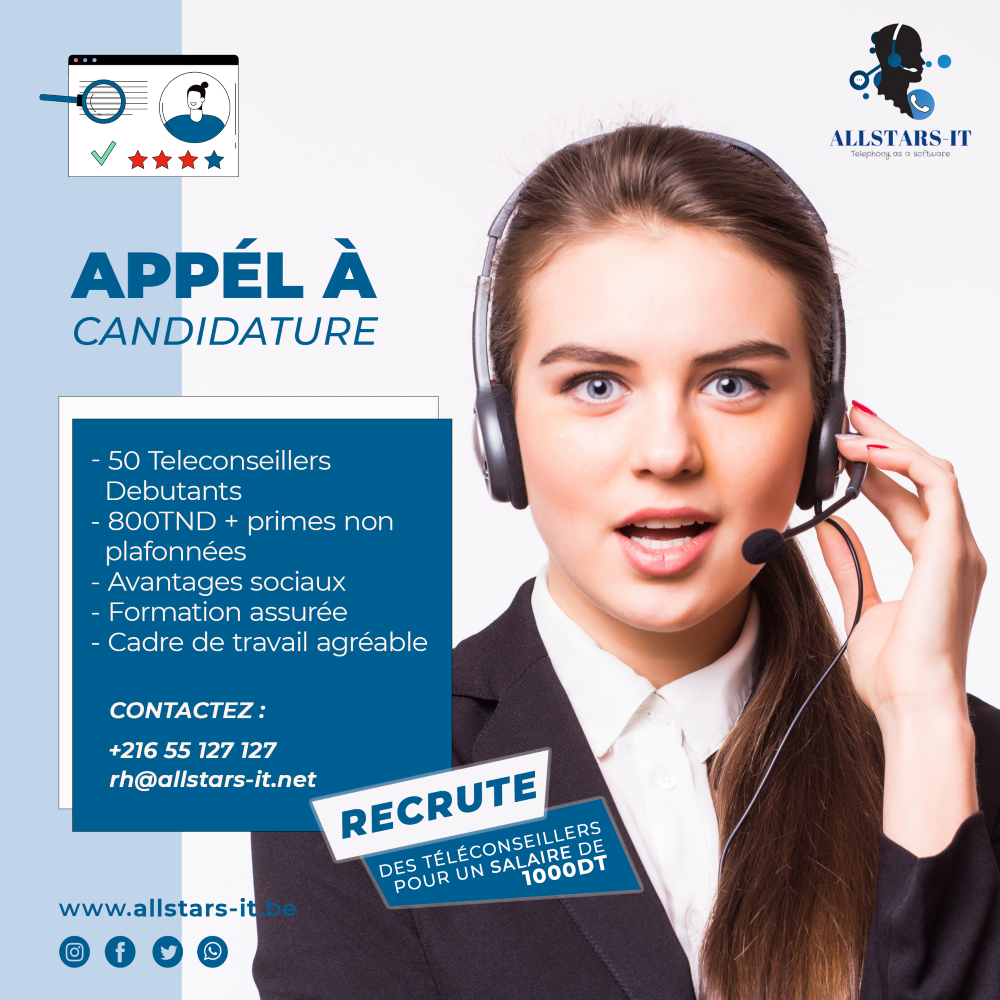 ALLSTARS-IT
Telephony as a software
APPÉL À
CANDIDATURE
- 50 Teleconseillers
Debutants
- 800TND + primes non
plafonnées
- Avantages sociaux
- Formation assurée
- Cadre de travail agréable
CONTACTEZ :
+216 55 127 127
rh@allstars-it.net
RECRUTE
DES TÉLÉCONSEILLERS
POUR UN SALAIRE DE
1000DT
www.allstars-it.be